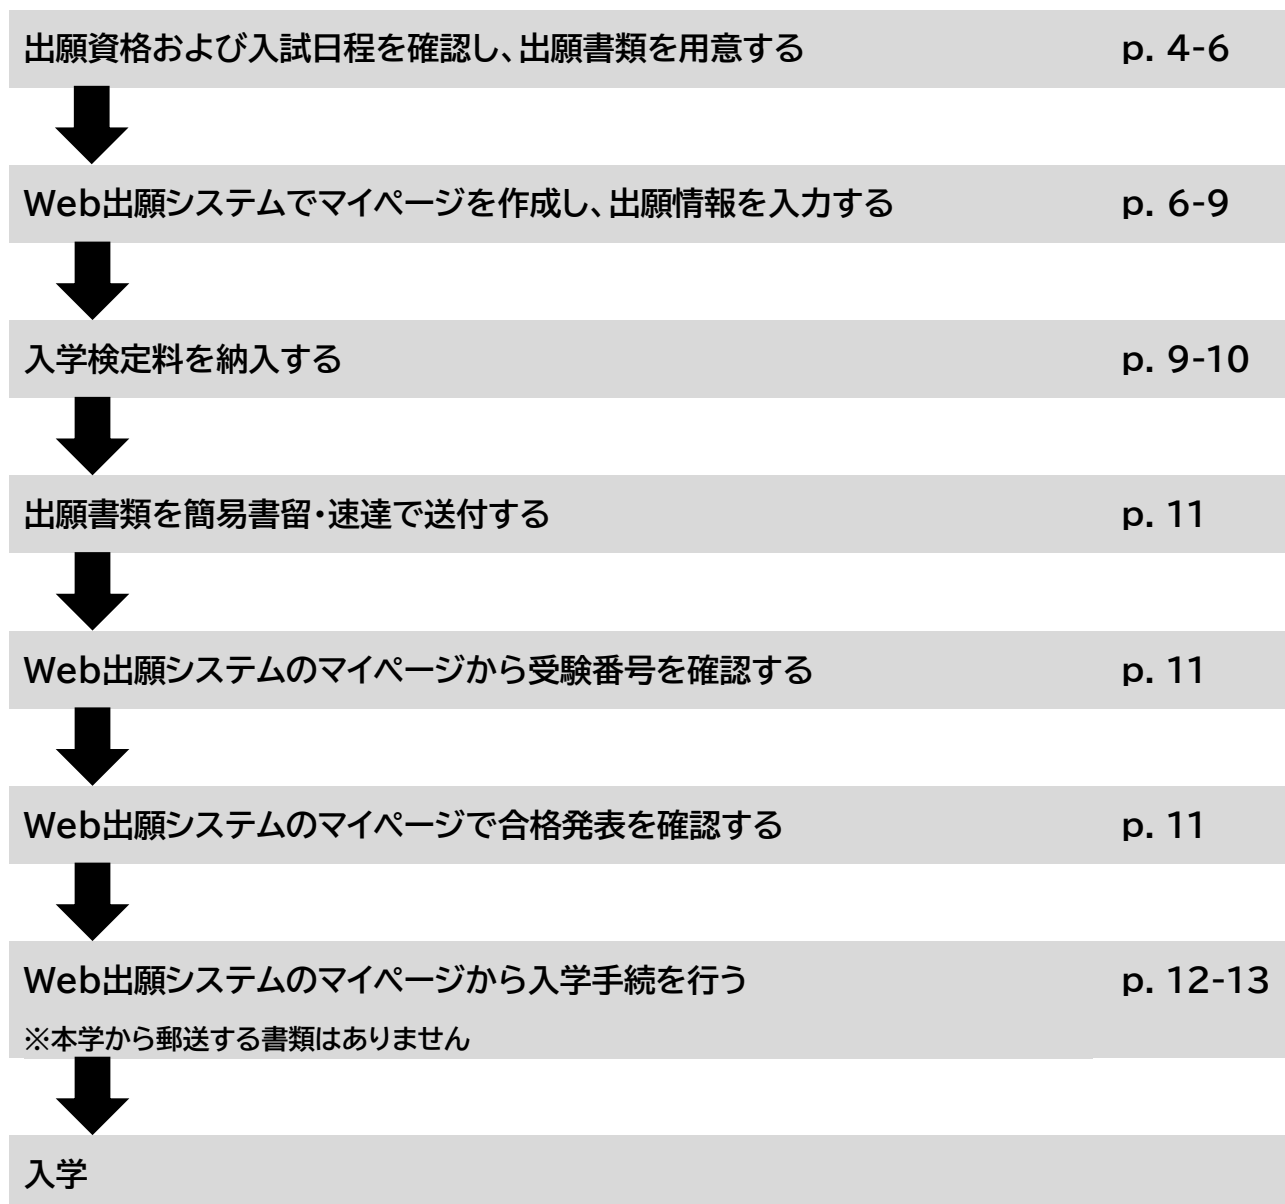 出願資格および入試日程を確認し、出願書類を用意する p. 4-6
Web出願システムでマイページを作成し、出願情報を入力する p. 6-9
入学検定料を納入する p. 9-10
出願書類を簡易書留・速達で送付する p. 11
Web出願システムのマイページから受験番号を確認する p. 11
Web出願システムのマイページで合格発表を確認する p. 11
Web出願システムのマイページから入学手続を行う p. 12-13
※本学から郵送する書類はありません
入学